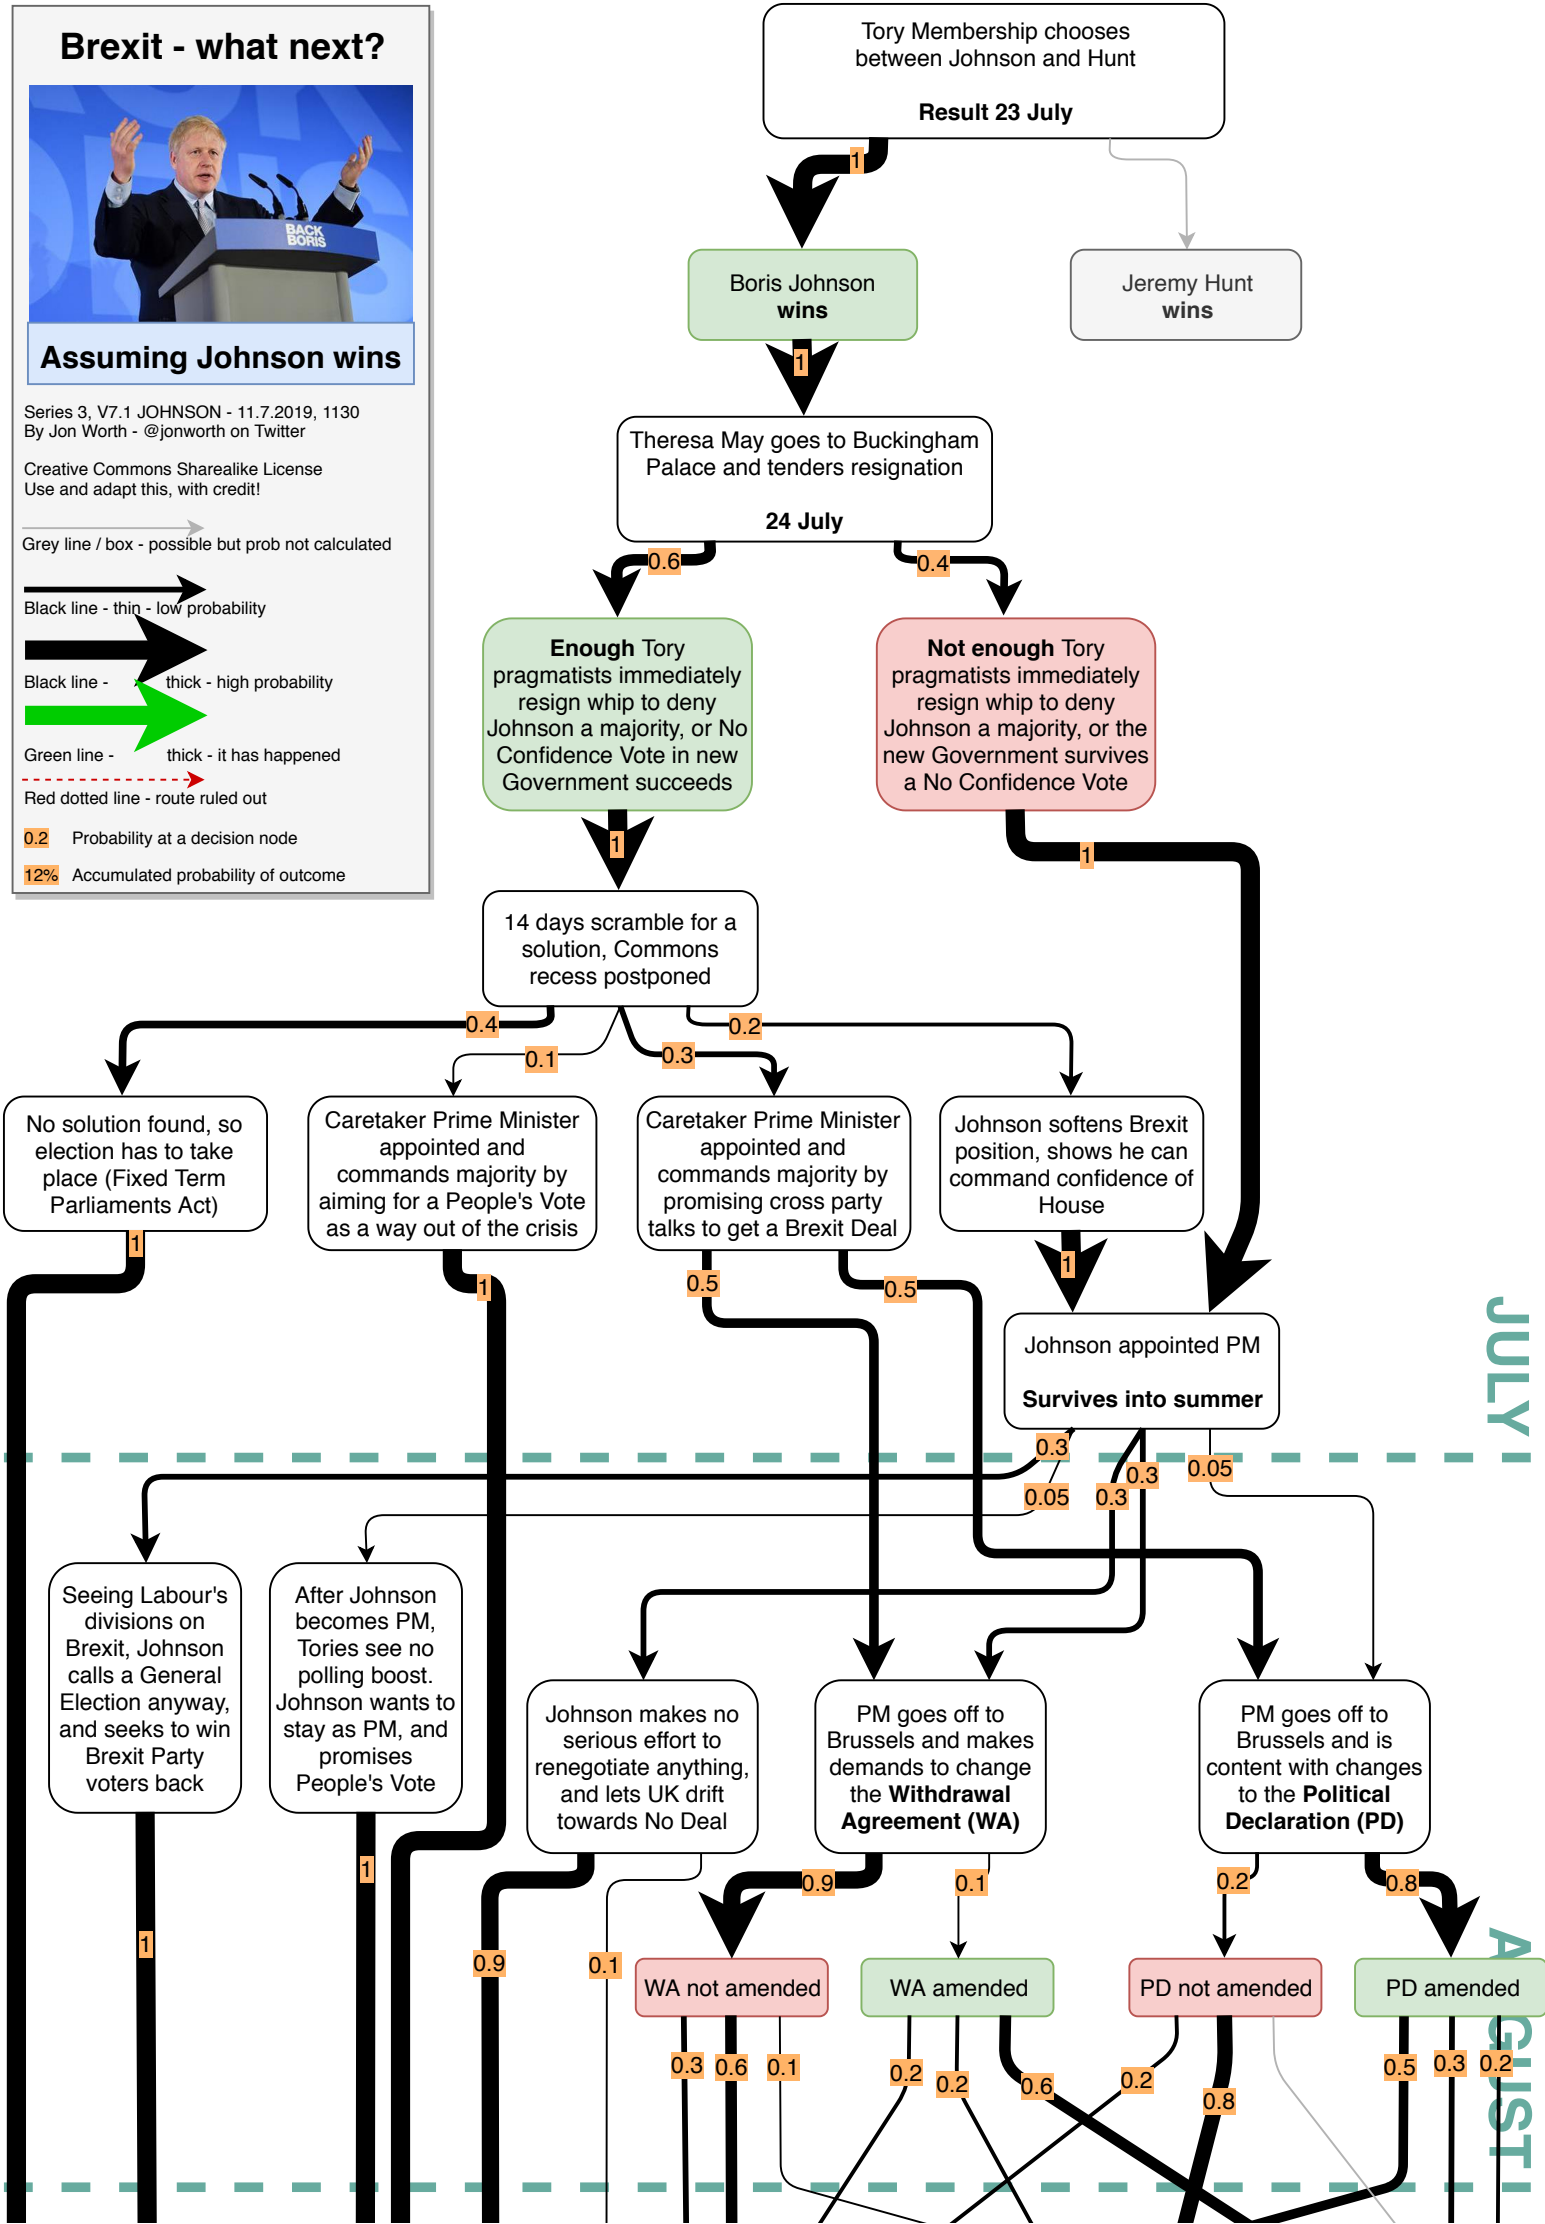 Brexit - what next?
BACK
BORIS
Assuming Johnson wins
Series 3, V7.1 JOHNSON - 11.7.2019, 1130
By Jon Worth - @jonworth on Twitter
Creative Commons Sharealike License
Use and adapt this, with credit!
Grey line / box - possible but prob not calculated
Black line - thin - low probability
Black line - thick - high probability
Green line - thick - it has happened
Red dotted line - route ruled out
0.2 Probability at a decision node
12% Accumulated probability of outcome
Tory Membership chooses
between Johnson and Hunt
Result 23 July
1
Boris Johnson
wins
Jeremy Hunt
wins
1
Theresa May goes to Buckingham
Palace and tenders resignation
24 July
0.6
0.4
Enough Tory
pragmatists immediately
resign whip to deny
Johnson a majority, or No
Confidence Vote in new
Government succeeds
Not enough Tory
pragmatists immediately
resign whip to deny
Johnson a majority, or the
new Government survives
a No Confidence Vote
1
1
14 days scramble for a
solution, Commons
recess postponed
0.4
0.1
0.3
0.2
No solution found, so
election has to take
place (Fixed Term
Parliaments Act)
Caretaker Prime Minister
appointed and
commands majority by
aiming for a People's Vote
as a way out of the crisis
Caretaker Prime Minister
appointed and
commands majority by
promising cross party
talks to get a Brexit Deal
Johnson softens Brexit
position, shows he can
command confidence of
House
1
1
0.5
0.5
1
Johnson appointed PM
Survives into summer
JULY
0.3
0.05
0.3
0.3
0.05
Seeing Labour's
divisions on
Brexit, Johnson
calls a General
Election anyway,
and seeks to win
Brexit Party
voters back
After Johnson
becomes PM,
Tories see no
polling boost.
Johnson wants to
stay as PM, and
promises
People's Vote
Johnson makes no
serious effort to
renegotiate anything,
and lets UK drift
towards No Deal
PM goes off to
Brussels and makes
demands to change
the Withdrawal
Agreement (WA)
PM goes off to
Brussels and is
content with changes
to the Political
Declaration (PD)
1
1
0.9
0.1
0.9
0.1
0.2
0.8
WA not amended
WA amended
PD not amended
PD amended
AUGUST
0.3
0.6
0.1
0.2
0.2
0.6
0.2
0.8
0.5
0.3
0.2